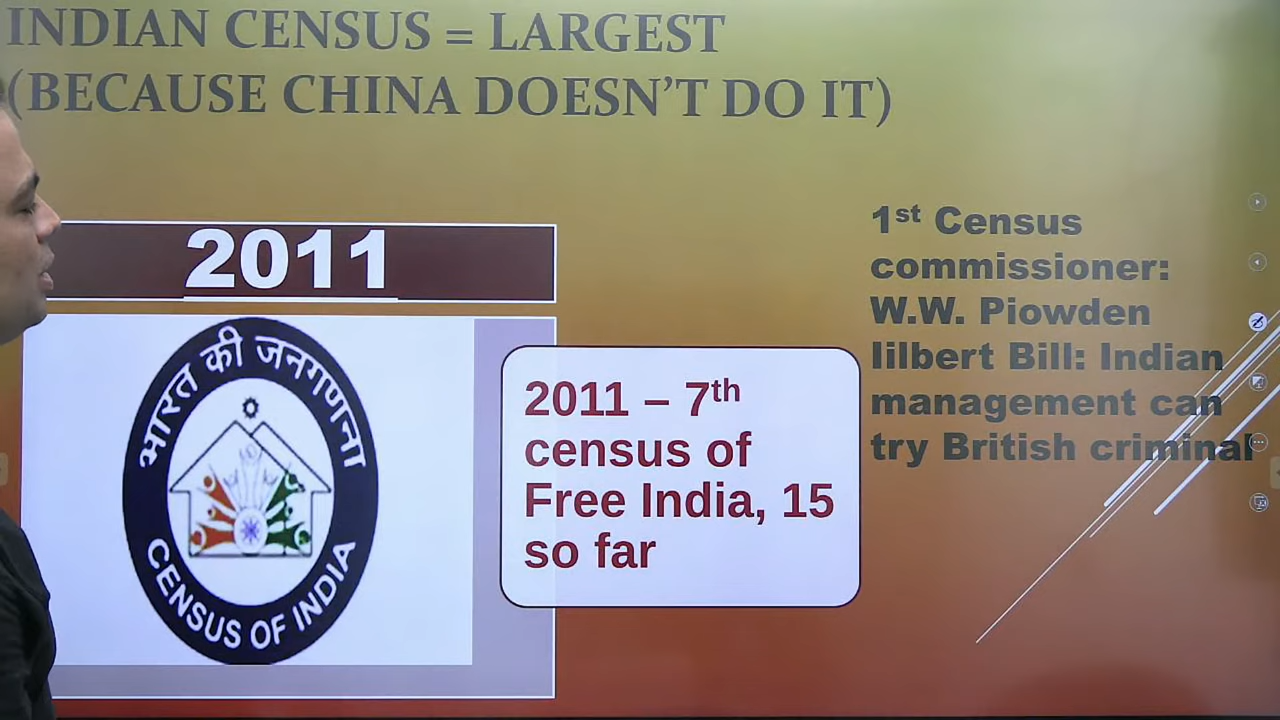 INDIAN CENSUS = LARGEST
(BECAUSE CHINA DOESN'T DO IT)
2011
भारत की जनगणना
CENSUS OF INDIA
2011 – 7th
census of
Free India, 15
so far
1st Census
commissioner:
W.W. Piowden
Iilbert Bill: Indian
management can
try British criminal